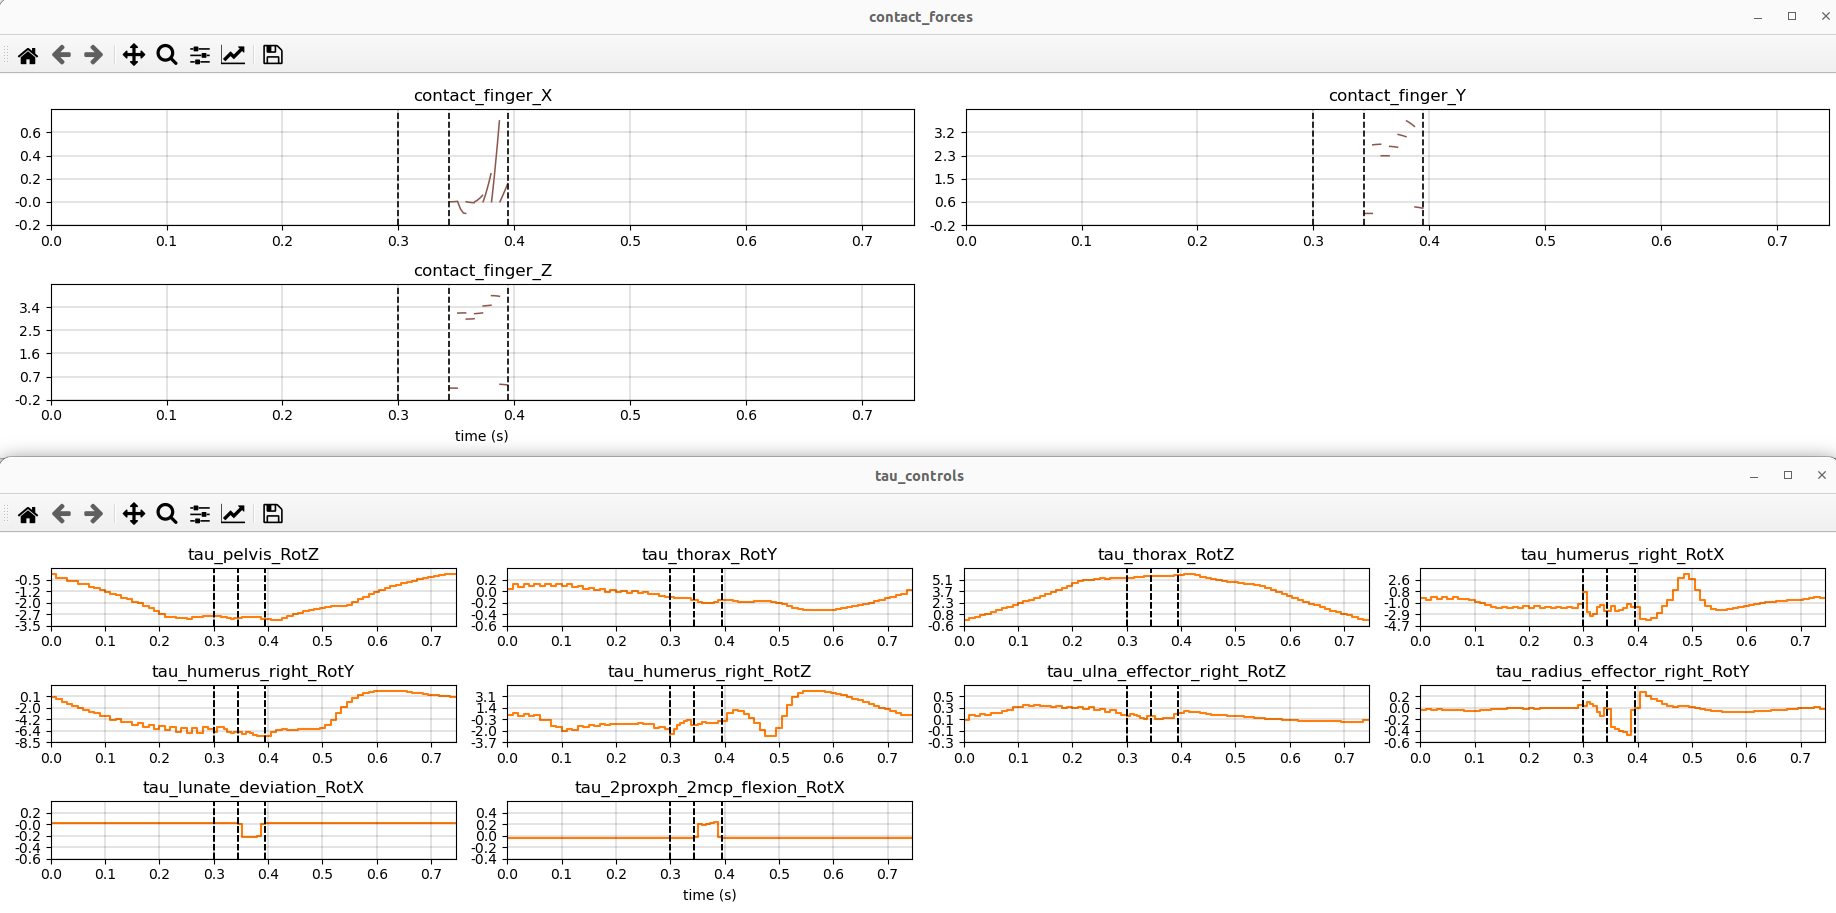 contact_forces
contact_finger_X
0.6
0.4
0.2
-0.0
-0.2
0.0 0.1 0.2 0.3 0.4 0.5 0.6 0.7
contact_finger_Y
3.2
2.3
1.5
0.6
-0.2
0.0 0.1 0.2 0.3 0.4 0.5 0.6 0.7
contact_finger_Z
3.4
2.5
1.6
0.7
-0.2
0.0 0.1 0.2 0.3 0.4 0.5 0.6 0.7
time (s)
tau_controls
tau_pelvis_RotZ
-0.5
-1.2
-2.0
-2.7
-3.5
0.0 0.1 0.2 0.3 0.4 0.5 0.6 0.7
tau_thorax_RotY
0.2
0.0
-0.2
-0.4
-0.6
0.0 0.1 0.2 0.3 0.4 0.5 0.6 0.7
tau_thorax_RotZ
5.1
3.7
2.3
0.8
-0.6
0.0 0.1 0.2 0.3 0.4 0.5 0.6 0.7
tau_humerus_right_RotX
2.6
0.8
-1.0
-2.9
-4.7
0.0 0.1 0.2 0.3 0.4 0.5 0.6 0.7
tau_humerus_right_RotY
0.1
-2.0
-4.2
-6.4
-8.5
0.0 0.1 0.2 0.3 0.4 0.5 0.6 0.7
tau_humerus_right_RotZ
3.1
1.4
-0.3
-2.0
-3.7
0.0 0.1 0.2 0.3 0.4 0.5 0.6 0.7
tau_ulna_effector_right_RotZ
0.5
0.3
0.1
-0.1
-0.3
0.0 0.1 0.2 0.3 0.4 0.5 0.6 0.7
tau_radius_effector_right_RotY
0.2
0.0
-0.2
-0.4
-0.6
0.0 0.1 0.2 0.3 0.4 0.5 0.6 0.7
tau_lunate_deviation_RotX
0.2
-0.0
-0.2
-0.4
-0.6
0.0 0.1 0.2 0.3 0.4 0.5 0.6 0.7
tau_2proxph_2mcp_flexion_RotX
0.4
0.2
0.0
-0.2
-0.4
0.0 0.1 0.2 0.3 0.4 0.5 0.6 0.7
time (s)